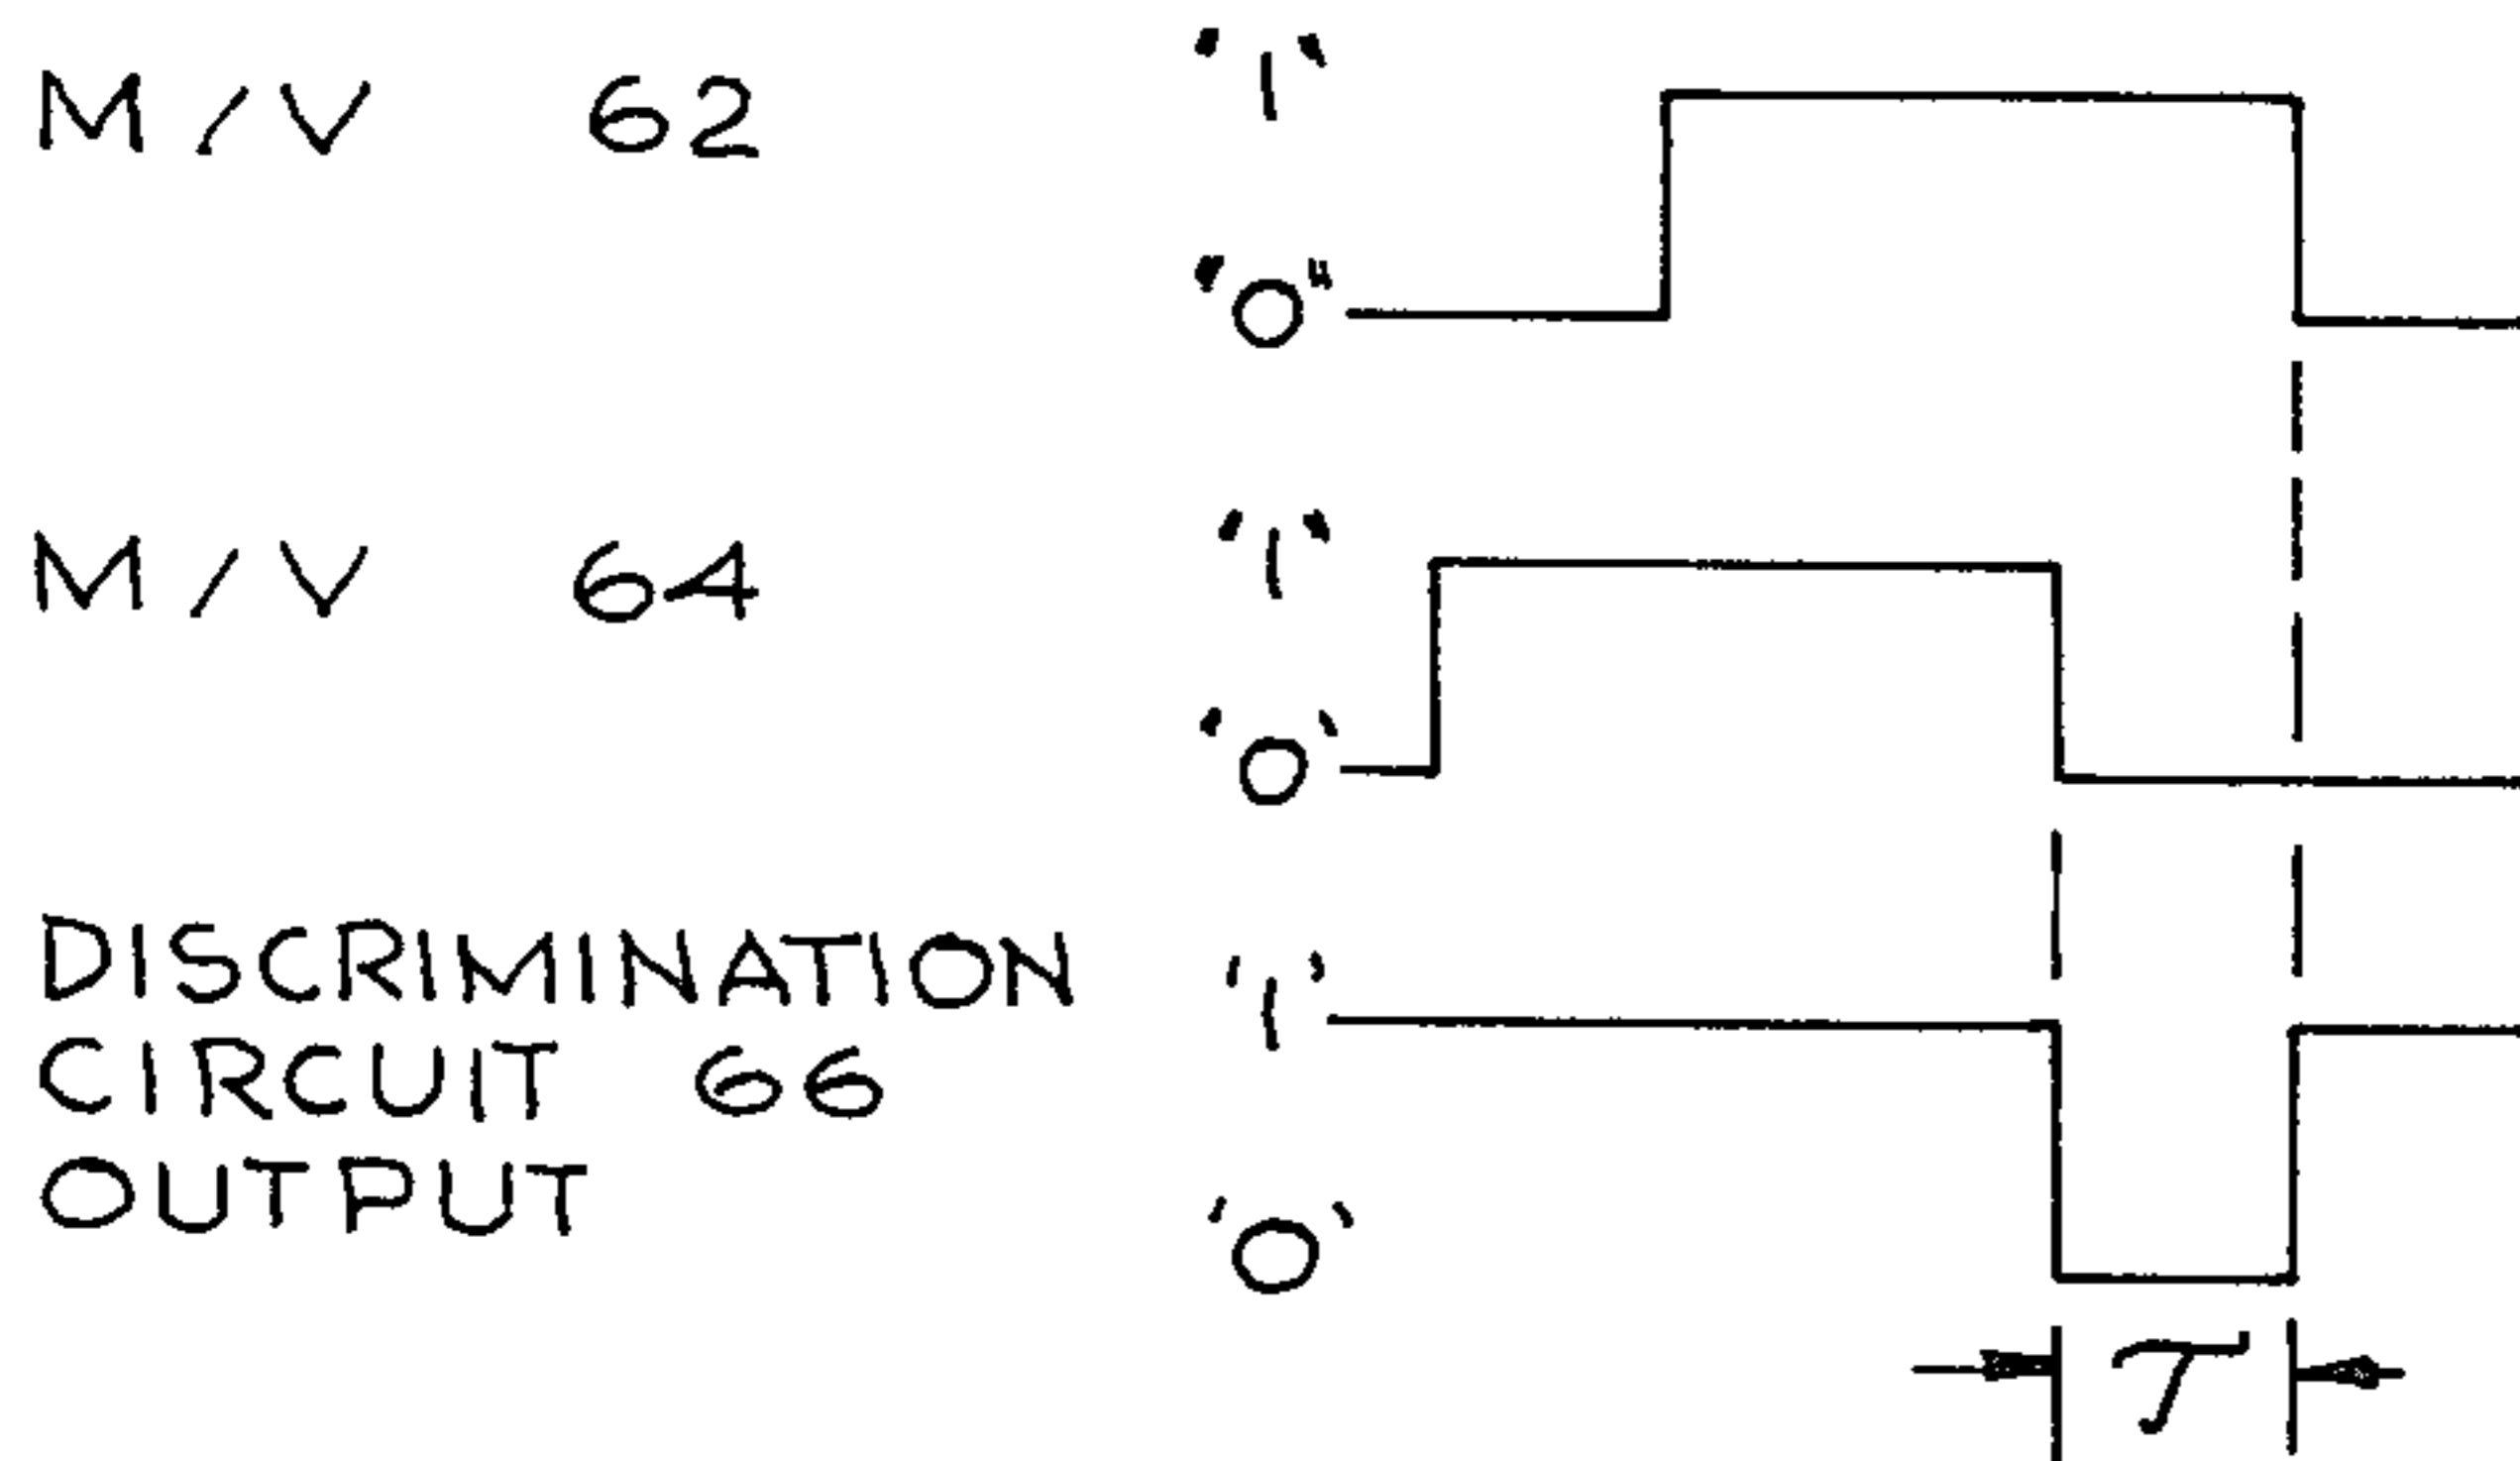 M/V 62
'1'
"0"
M/V 64
'1'
'0'
DISCRIMINATION
CIRCUIT 66
OUTPUT
'1'
'0'
τ